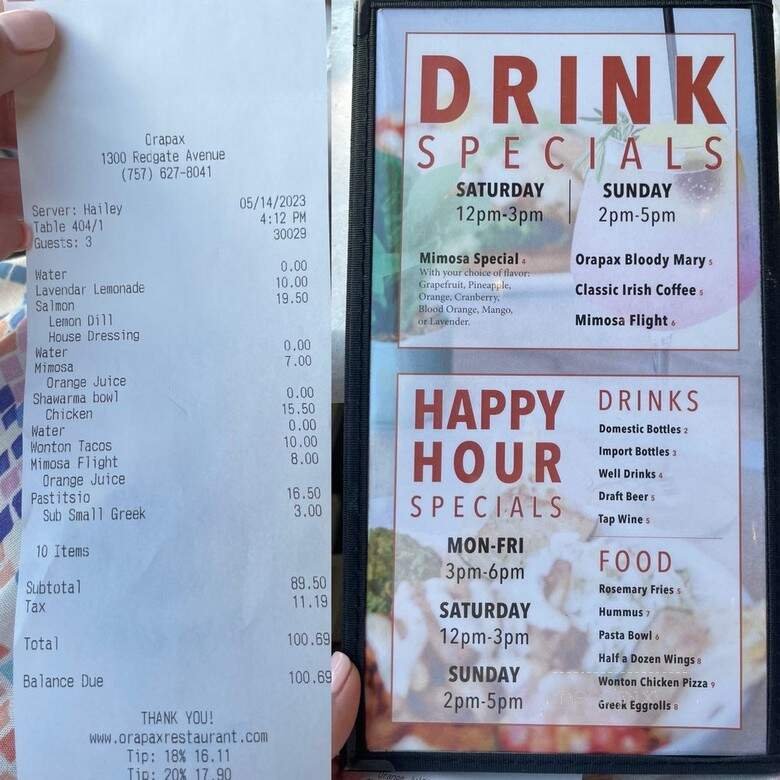 Orapax
1300 Redgate Avenue
(757) 627-8041
Server: Hailey 05/14/2023
Table 404/1 4:12 PM
Guests: 3 30029
Water 0.00
Lavendar Lemonade 10.00
Salmon 19.50
Lemon Dill
House Dressing
Water 0.00
Mimosa 7.00
Orange Juice
Shawarma bowl 0.00
Chicken 15.50
Water 0.00
Wonton Tacos 10.00
Mimosa Flight 8.00
Orange Juice
Pastitsio 16.50
Sub Small Greek 3.00
10 Items
Subtotal 89.50
Tax 11.19
Total 100.69
Balance Due 100.69
THANK YOU!
www.orapaxrestaurant.com
Tip: 18% 16.11
Tip: 20% 17.90
DRINK
SPECIALS
SATURDAY
12pm-3pm
SUNDAY
2pm-5pm
Mimosa Special 4
With your choice of flavor:
Grapefruit, Pineapple,
Orange, Cranberry,
Blood Orange, Mango,
or Lavender.
Orapax Bloody Mary 5
Classic Irish Coffee 5
Mimosa Flight 6
HAPPY
HOUR
SPECIALS
MON-FRI
3pm-6pm
SATURDAY
12pm-3pm
SUNDAY
2pm-5pm
DRINKS
Domestic Bottles 2
Import Bottles 3
Well Drinks 4
Draft Beer 5
Tap Wine 5
FOOD
Rosemary Fries 5
Hummus 7
Pasta Bowl 6
Half a Dozen Wings 8
Wonton Chicken Pizza 9
Greek Eggrolls 8